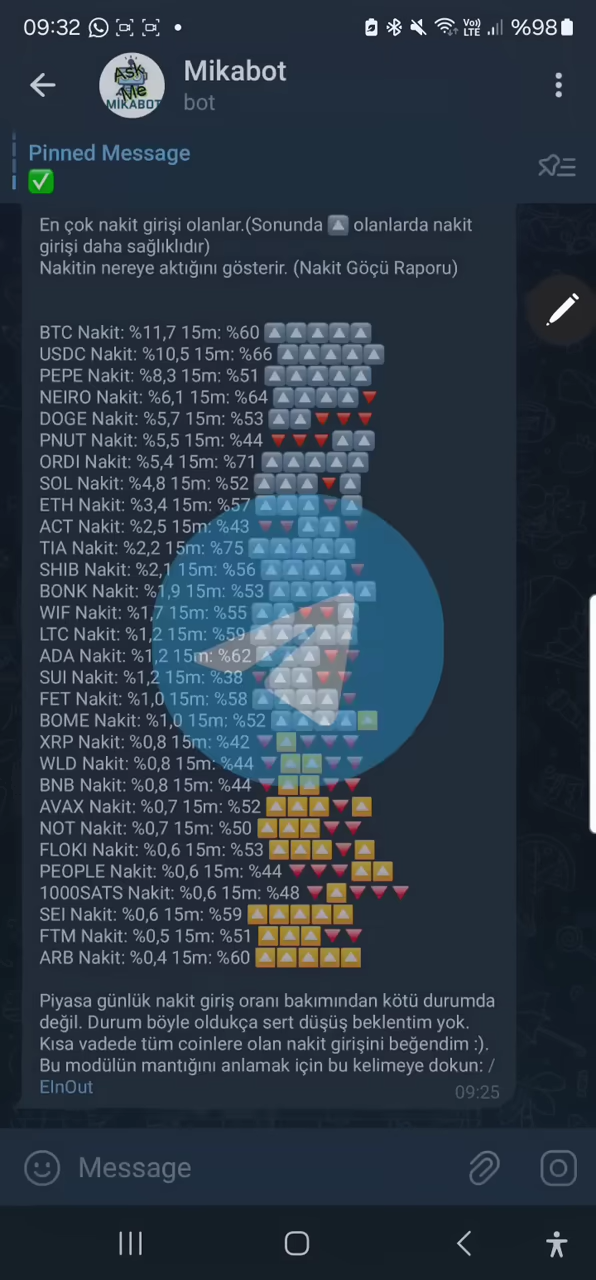 09:32
Vo)) LTE %98
Ask Me MIKABOT
Mikabot
bot
Pinned Message
✅
En çok nakit girişi olanlar.(Sonunda 🔼 olanlarda nakit
girişi daha sağlıklıdır)
Nakitin nereye aktığını gösterir. (Nakit Göçü Raporu)
BTC Nakit: %11,7 15m: %60 🔼🔼🔼🔼🔼
USDC Nakit: %10,5 15m: %66 🔼🔼🔼🔼🔼
PEPE Nakit: %8,3 15m: %51 🔼🔼🔼🔼🔼
NEIRO Nakit: %6,1 15m: %64 🔼🔼🔼🔼🔻
DOGE Nakit: %5,7 15m: %53 🔼🔼🔻🔻🔻
PNUT Nakit: %5,5 15m: %44 🔻🔻🔻🔼🔼
ORDI Nakit: %5,4 15m: %71 🔼🔼🔼🔼🔼
SOL Nakit: %4,8 15m: %52 🔼🔼🔼🔻🔼
ETH Nakit: %3,4 15m: %57 🔼🔼🔼🔻🔼
ACT Nakit: %2,5 15m: %43 🔻🔻🔼🔼🔻
TIA Nakit: %2,2 15m: %75 🔼🔼🔼🔼🔼
SHIB Nakit: %2,1 15m: %56 🔼🔼🔼🔼🔻
BONK Nakit: %1,9 15m: %53 🔼🔼🔼🔼🔼
WIF Nakit: %1,7 15m: %55 🔼🔼🔻🔻🔼
LTC Nakit: %1,2 15m: %59 🔼🔼🔼🔼🔼
ADA Nakit: %1,2 15m: %62 🔼🔼🔼🔻🔻
SUI Nakit: %1,2 15m: %38 🔻🔼🔼🔻🔻
FET Nakit: %1,0 15m: %58 🔼🔼🔼🔼🔻
BOME Nakit: %1,0 15m: %52 🔼🔼🔼🔼🔼
XRP Nakit: %0,8 15m: %42 🔻🔼🔻🔻🔻
WLD Nakit: %0,8 15m: %44 🔻🔼🔼🔻🔻
BNB Nakit: %0,8 15m: %44 🔻🔼🔼🔻🔻
AVAX Nakit: %0,7 15m: %52 🔼🔼🔼🔻🔼
NOT Nakit: %0,7 15m: %50 🔼🔼🔼🔻🔻
FLOKI Nakit: %0,6 15m: %53 🔼🔼🔼🔻🔼
PEOPLE Nakit: %0,6 15m: %44 🔻🔻🔻🔼🔼
1000SATS Nakit: %0,6 15m: %48 🔻🔼🔻🔻🔻
SEI Nakit: %0,6 15m: %59 🔼🔼🔼🔼🔼
FTM Nakit: %0,5 15m: %51 🔼🔼🔼🔻🔻
ARB Nakit: %0,4 15m: %60 🔼🔼🔼🔼🔼
Piyasa günlük nakit giriş oranı bakımından kötü durumda
değil. Durum böyle oldukça sert düşüş beklentim yok.
Kısa vadede tüm coinlere olan nakit girişini beğendim :).
Bu modülün mantığını anlamak için bu kelimeye dokun: /
EInOut
09:25
Message